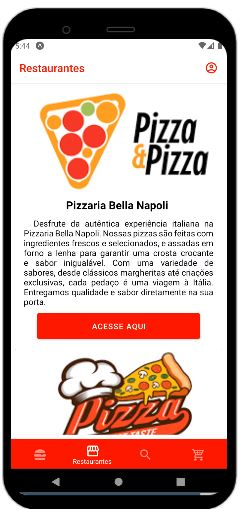 5:44
Restaurantes
Pizza
&Pizza
Pizzaria Bella Napoli
Desfrute da autêntica experiência italiana na
Pizzaria Bella Napoli. Nossas pizzas são feitas com
ingredientes frescos e selecionados, e assadas em
forno a lenha para garantir uma crosta crocante
e sabor inigualável. Com uma variedade de
sabores, desde clássicos margheritas até criações
exclusivas, cada pedaço é uma viagem à Itália.
Entregamos qualidade e sabor diretamente na sua
porta.
ACESSE AQUI
Pizza
TASTE
Restaurantes